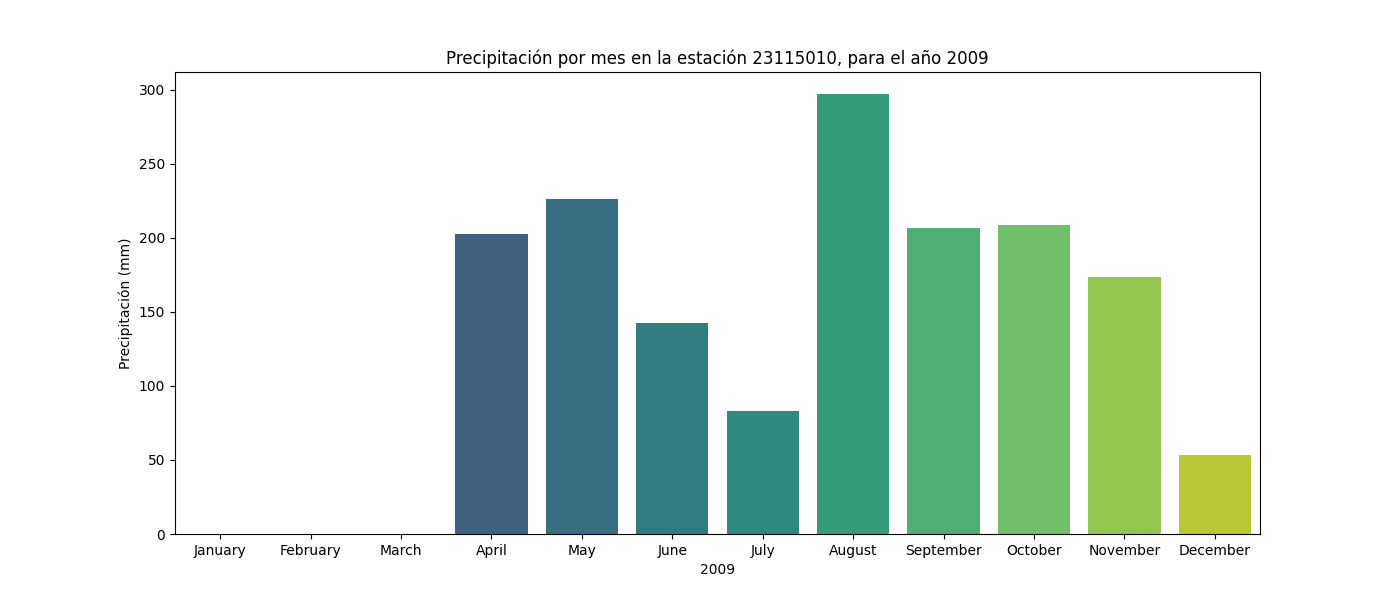 Precipitación por mes en la estación 23115010, para el año 2009
300
250
200
150
100
50
0
Precipitación (mm)
January February March April May June July August September October November December
2009